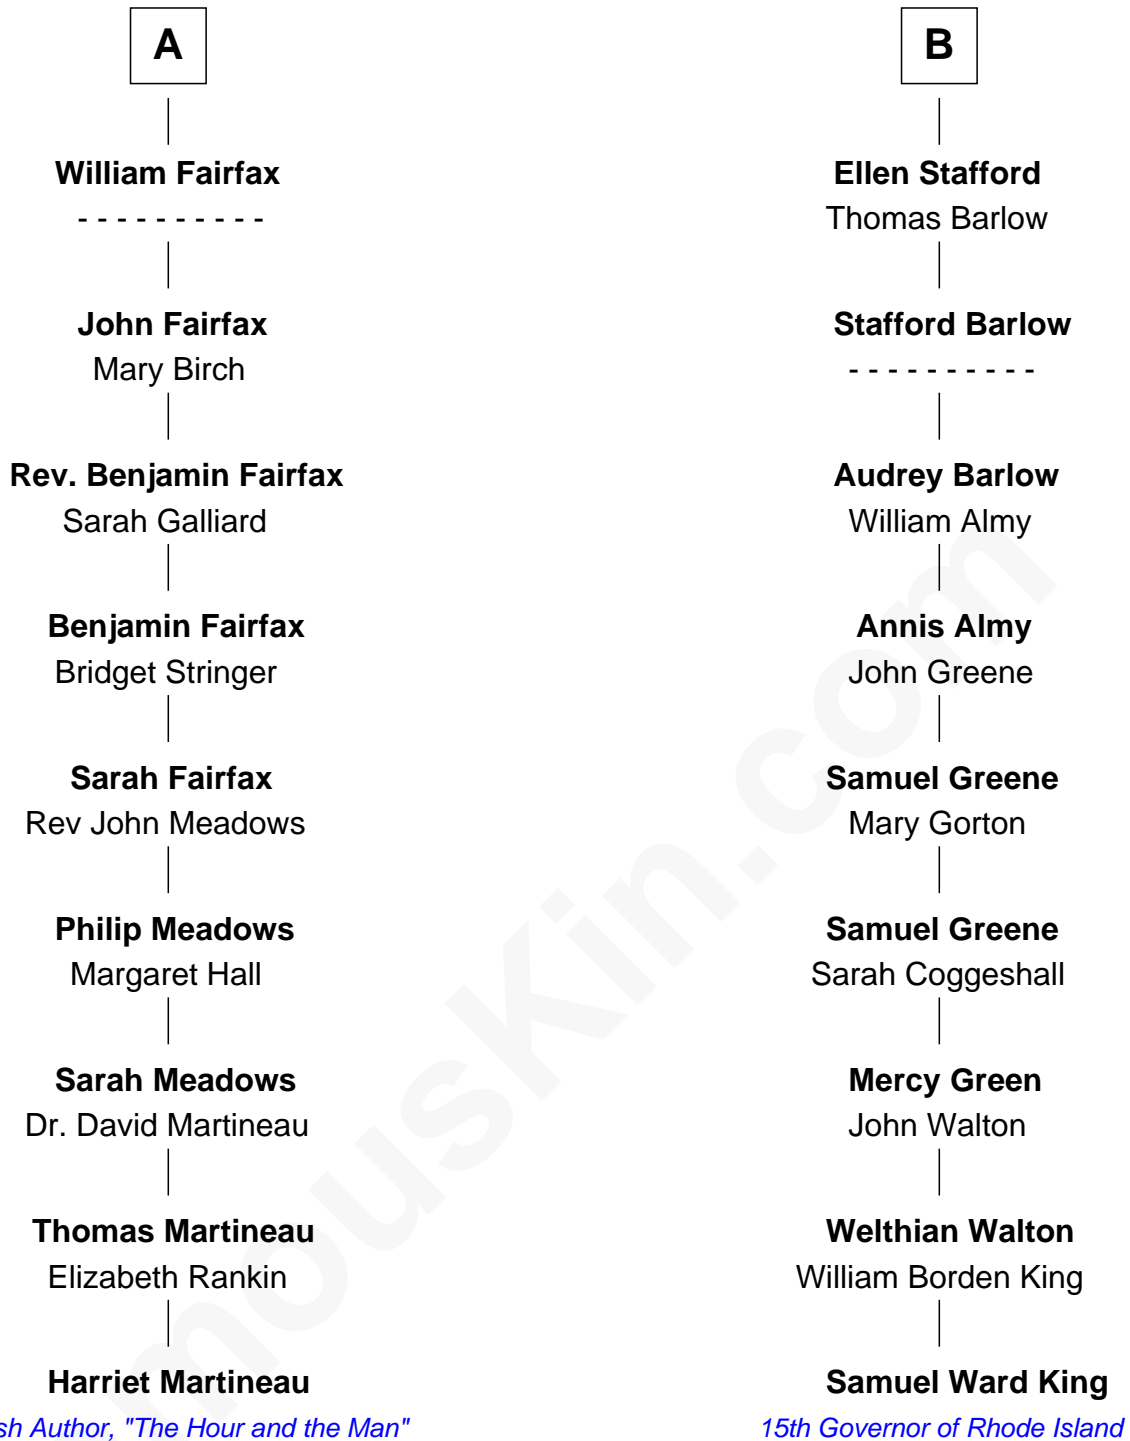 A
William Fairfax
- - - - - - - - - -
John Fairfax
Mary Birch
Rev. Benjamin Fairfax
Sarah Galliard
Benjamin Fairfax
Bridget Stringer
Sarah Fairfax
Rev John Meadows
Philip Meadows
Margaret Hall
Sarah Meadows
Dr. David Martineau
Thomas Martineau
Elizabeth Rankin
Harriet Martineau
sh Author, "The Hour and the Man"
B
Ellen Stafford
Thomas Barlow
Stafford Barlow
- - - - - - - - - -
Audrey Barlow
William Almy
Annis Almy
John Greene
Samuel Greene
Mary Gorton
Samuel Greene
Sarah Coggeshall
Mercy Green
John Walton
Welthian Walton
William Borden King
Samuel Ward King
15th Governor of Rhode Island
mouskin.com